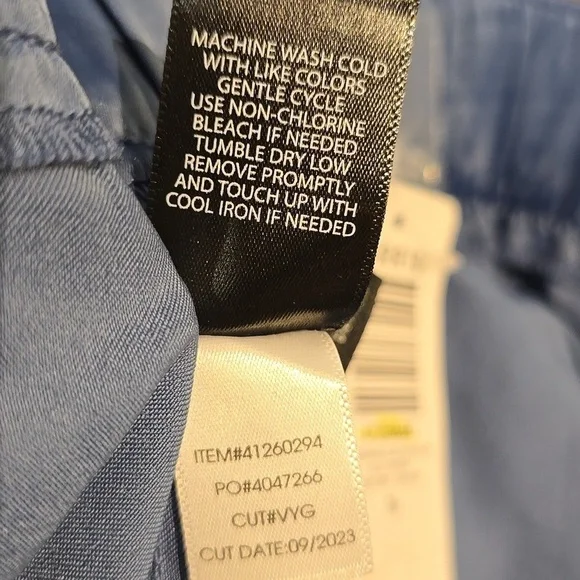 MACHINE WASH COLD
WITH LIKE COLORS
GENTLE CYCLE
USE NON-CHLORINE
BLEACH IF NEEDED
TUMBLE DRY LOW
REMOVE PROMPTLY
AND TOUCH UP WITH
COOL IRON IF NEEDED
ITEM#41260294
PO#4047266
CUT#VYG
CUT DATE:09/2023